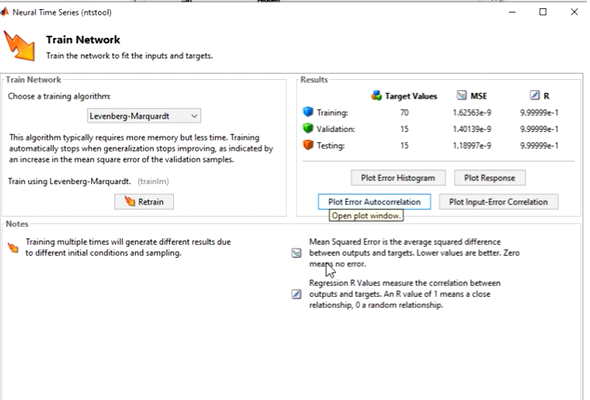 Neural Time Series (ntstool)
Train Network
Train the network to fit the inputs and targets.
Train Network
Choose a training algorithm:
Levenberg-Marquardt
This algorithm typically requires more memory but less time. Training
automatically stops when generalization stops improving, as indicated by
an increase in the mean square error of the validation samples.
Train using Levenberg-Marquardt. (trainlm)
Retrain
Results
Target Values MSE R
Training: 70 1.62563e-9 9.99999e-1
Validation: 15 1.40139e-9 9.99999e-1
Testing: 15 1.18997e-9 9.99999e-1
Plot Error Histogram Plot Response
Plot Error Autocorrelation Plot Input-Error Correlation
Open plot window.
Notes
Training multiple times will generate different results due
to different initial conditions and sampling.
Mean Squared Error is the average squared difference
between outputs and targets. Lower values are better. Zero
means no error.
Regression R Values measure the correlation between
outputs and targets. An R value of 1 means a close
relationship, 0 a random relationship.